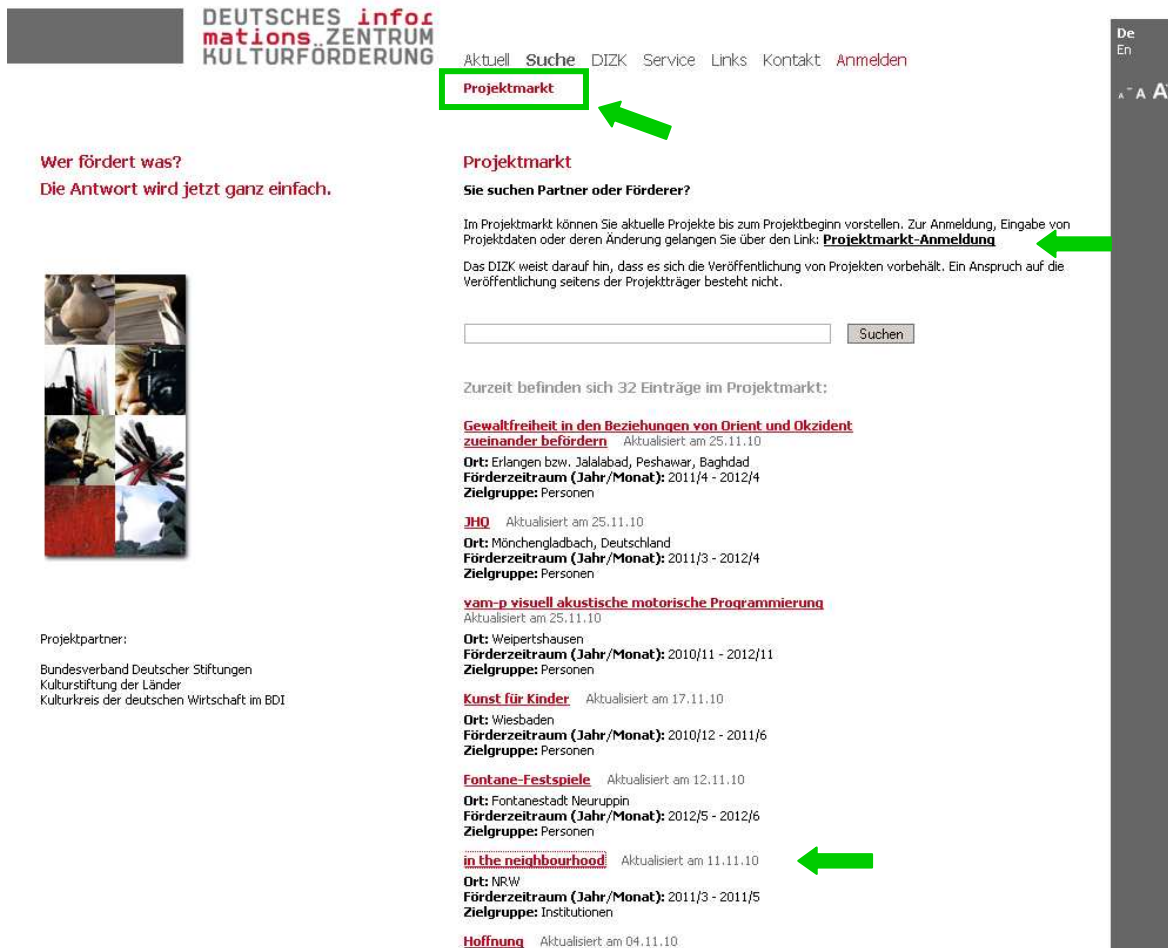 DEUTSCHES infor
mations..ZENTRUM
KULTURFÖRDERUNG
Aktuell Suche DIZK Service Links Kontakt Anmelden
Projektmarkt
De
En
A - A A
Wer fördert was?
Die Antwort wird jetzt ganz einfach.
Projektpartner:
Bundesverband Deutscher Stiftungen
Kulturstiftung der Länder
Kulturkreis der deutschen Wirtschaft im BDI
Projektmarkt
Sie suchen Partner oder Förderer?
Im Projektmarkt können Sie aktuelle Projekte bis zum Projektbeginn vorstellen. Zur Anmeldung, Eingabe von
Projektdaten oder deren Änderung gelangen Sie über den Link: Projektmarkt-Anmeldung
Das DIZK weist darauf hin, dass es sich die Veröffentlichung von Projekten vorbehält. Ein Anspruch auf die
Veröffentlichung seitens der Projektträger besteht nicht.
Suchen
Zurzeit befinden sich 32 Einträge im Projektmarkt:
Gewaltfreiheit in den Beziehungen von Orient und Okzident
zueinander befördern Aktualisiert am 25.11.10
Ort: Erlangen bzw. Jalalabad, Peshawar, Baghdad
Förderzeitraum (Jahr/Monat): 2011/4 - 2012/4
Zielgruppe: Personen
JHQ Aktualisiert am 25.11.10
Ort: Mönchengladbach, Deutschland
Förderzeitraum (Jahr/Monat): 2011/3 - 2012/4
Zielgruppe: Personen
vam-p visuell akustische motorische Programmierung
Aktualisiert am 25.11.10
Ort: Weipertshausen
Förderzeitraum (Jahr/Monat): 2010/11 - 2012/11
Zielgruppe: Personen
Kunst für Kinder Aktualisiert am 17.11.10
Ort: Wiesbaden
Förderzeitraum (Jahr/Monat): 2010/12 - 2011/6
Zielgruppe: Personen
Fontane-Festspiele Aktualisiert am 12.11.10
Ort: Fontanestadt Neuruppin
Förderzeitraum (Jahr/Monat): 2012/5 - 2012/6
Zielgruppe: Personen
in the neighbourhood Aktualisiert am 11.11.10
Ort: NRW
Förderzeitraum (Jahr/Monat): 2011/3 - 2011/5
Zielgruppe: Institutionen
Hoffnung Aktualisiert am 04.11.10